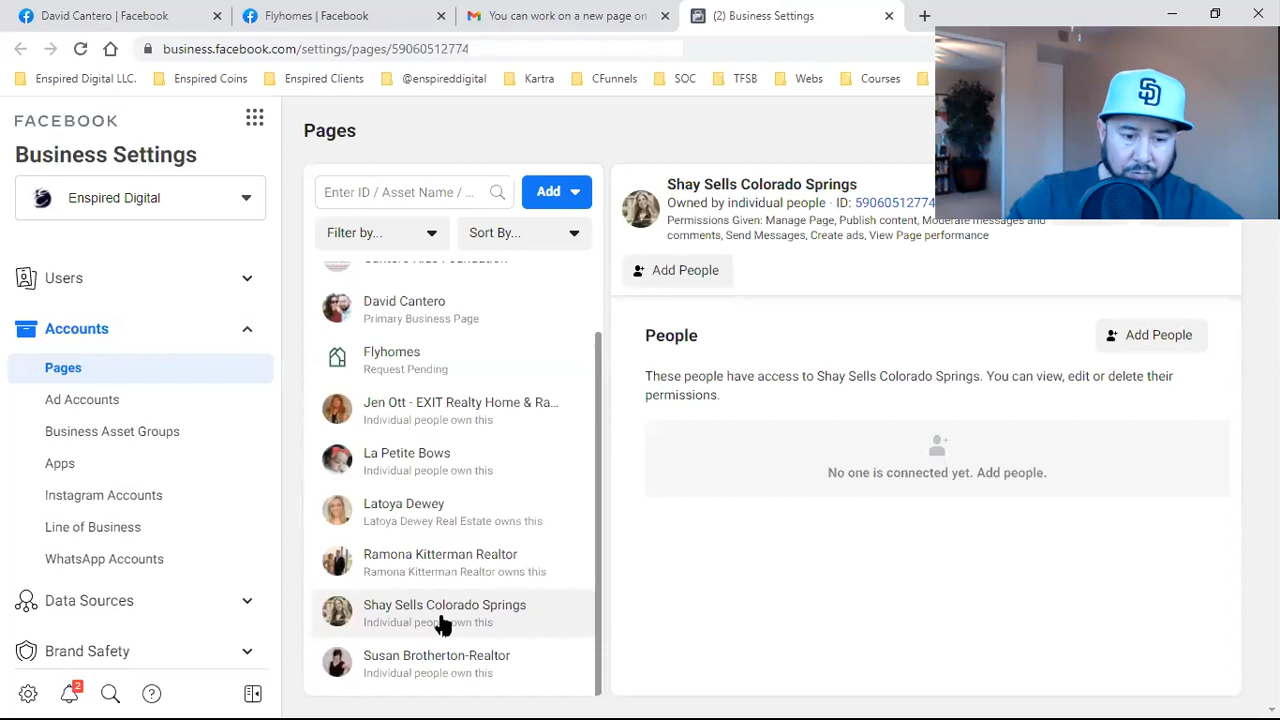 David Cantero | Facebook
Flyhomes | Facebook
You can work on a new page on
(2) Business Settings
business.facebook.com/settings/pages/59060512774
Enspired Digital LLC.
Enspired Coins
Enspired Clients
@enspireddigital
Kartra
CFunnels
SOC
TFSB
Webs
Courses
FACEBOOK
Business Settings
Enspired Digital
Users
Accounts
Pages
Ad Accounts
Business Asset Groups
Apps
Instagram Accounts
Line of Business
WhatsApp Accounts
Data Sources
Brand Safety
2
Pages
Enter ID / Asset Name / ...
Add
Filter by...
Sort By...
David Cantero
Primary Business Page
Flyhomes
Request Pending
Jen Ott - EXIT Realty Home & Ra...
Individual people own this
La Petite Bows
Individual people own this
Latoya Dewey
Latoya Dewey Real Estate owns this
Ramona Kitterman Realtor
Ramona Kitterman Realtor owns this
Shay Sells Colorado Springs
Individual people own this
Susan Brotherton-Realtor
Individual people own this
Shay Sells Colorado Springs
Owned by individual people · ID: 59060512774
Permissions Given: Manage Page, Publish content, Moderate messages and
comments, Send Messages, Create ads, View Page performance
Add People
People
Add People
These people have access to Shay Sells Colorado Springs. You can view, edit or delete their
permissions.
No one is connected yet. Add people.
SD